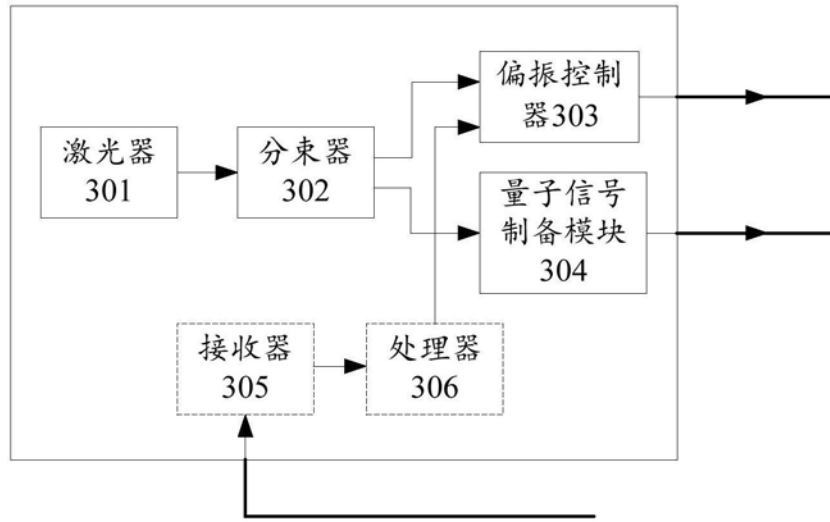 偏振控制
器303
激光器
301
分束器
302
量子信号
制备模块
304
接收器
305
处理器
306